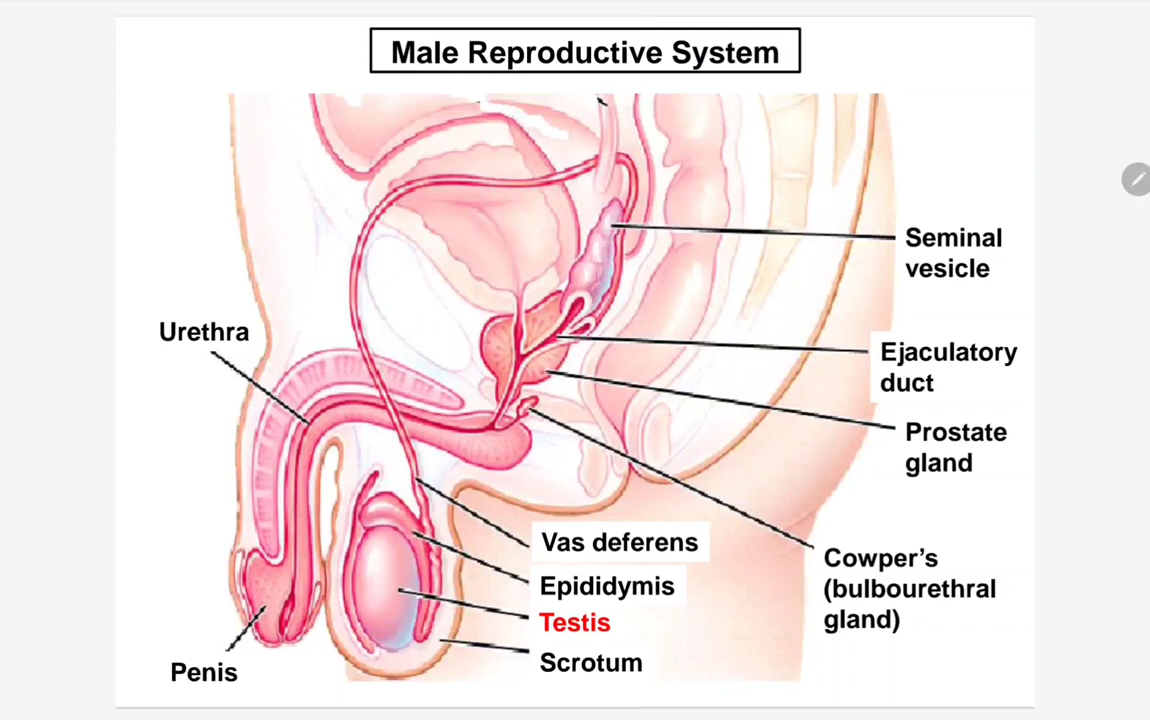 Male Reproductive System
Seminal
vesicle
Urethra
Ejaculatory
duct
Prostate
gland
Vas deferens
Cowper’s
(bulbourethral
gland)
Epididymis
Testis
Scrotum
Penis